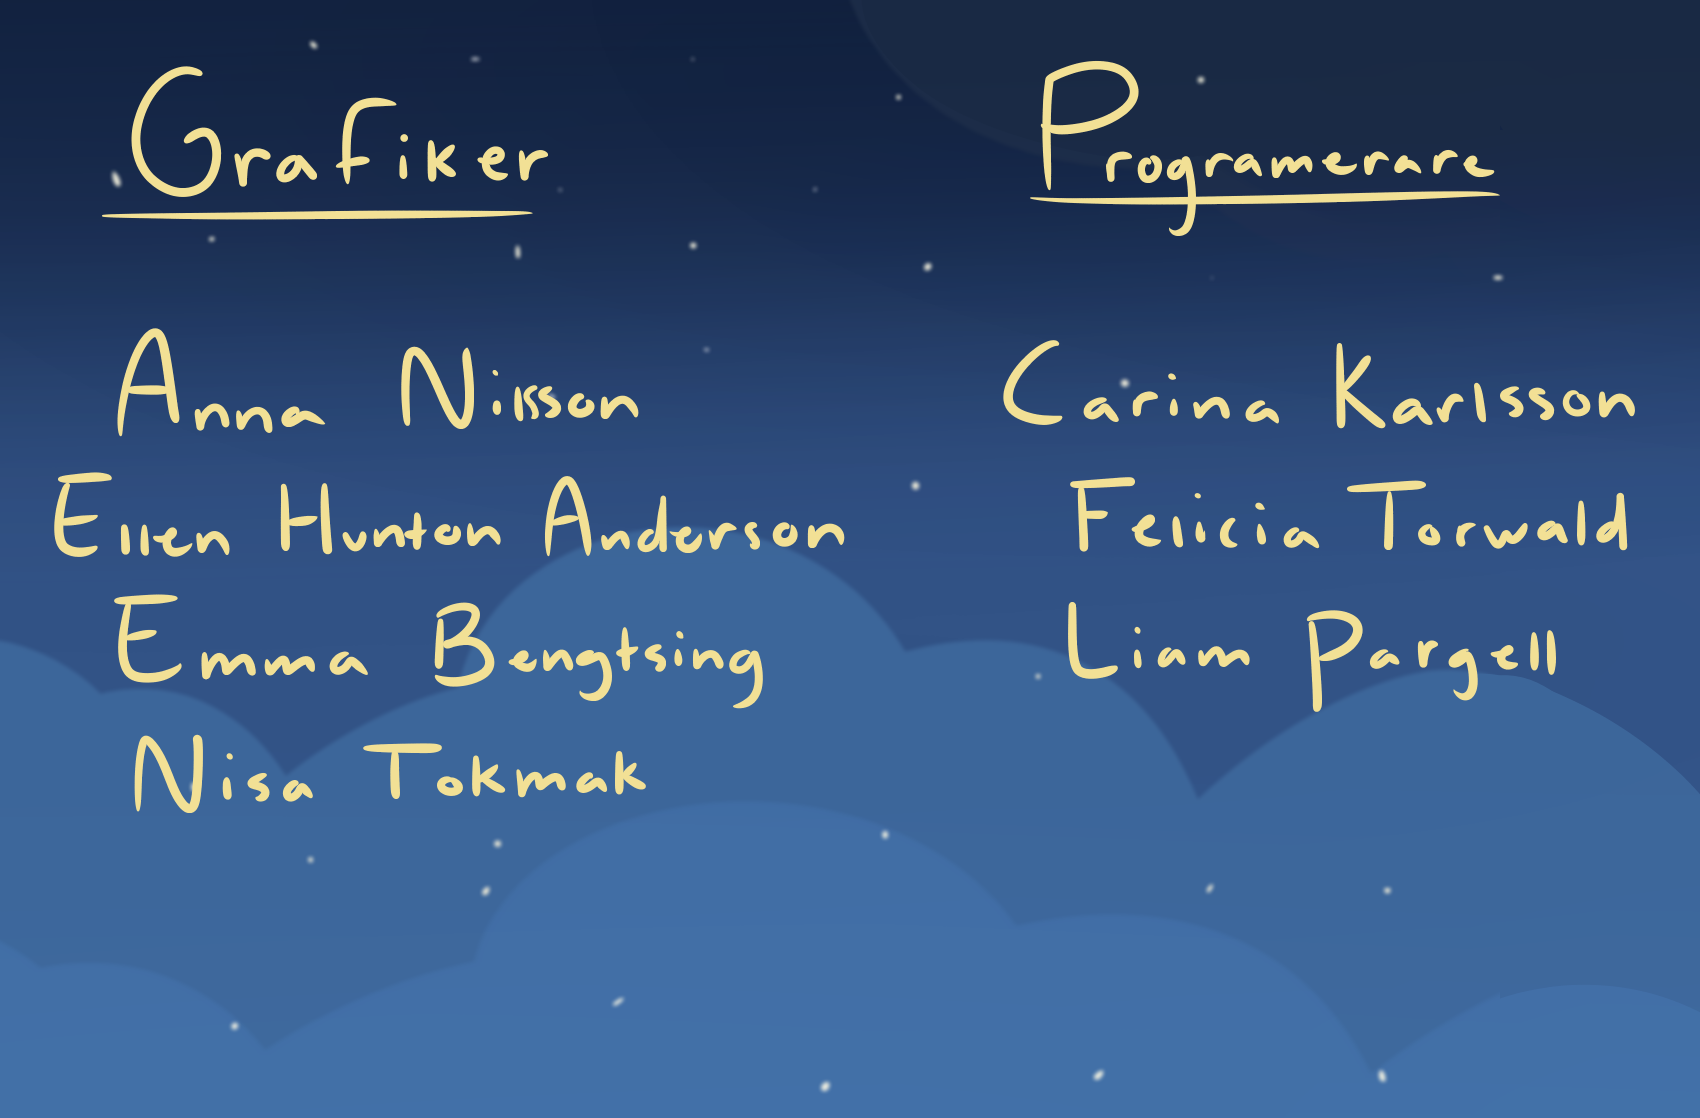 Grafiker
Anna Nilsson
Ellen Hunton Anderson
Emma Bengtsing
Nisa Tokmak
Programerare
Carina Karlsson
Felicia Torwald
Liam Pargell